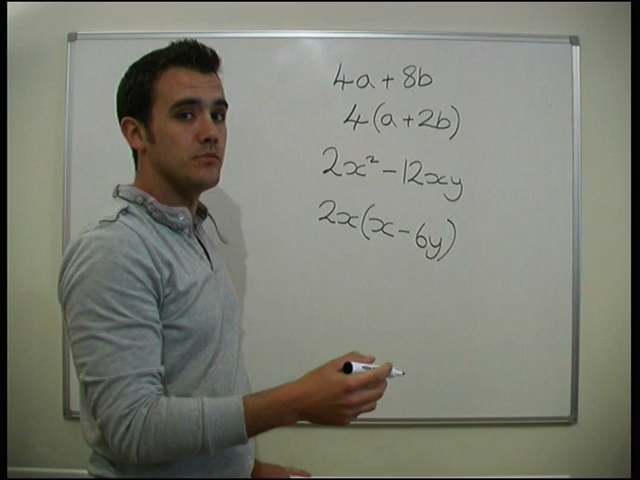 4a + 8b
4(a + 2b)
2x² - 12xy
2x(x - 6y)